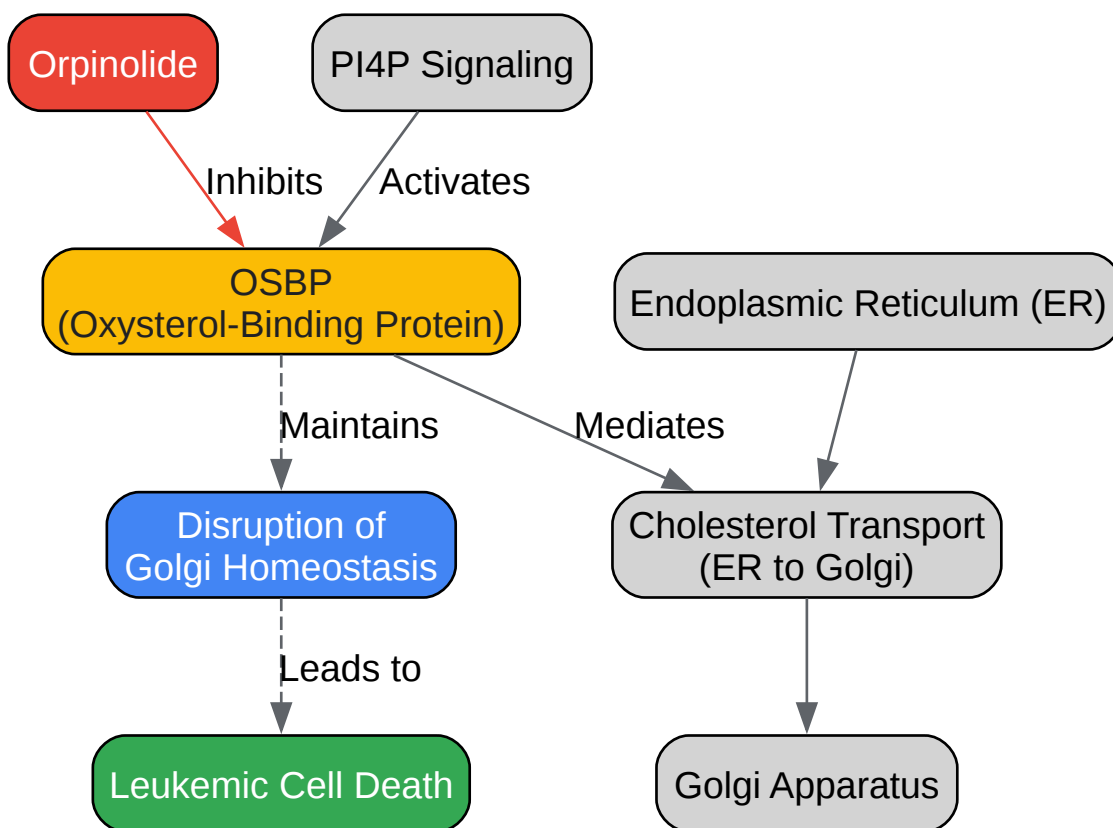 Orpinolide
PI4P Signaling
Inhibits
Activates
OSBP
(Oxysterol-Binding Protein)
Endoplasmic Reticulum (ER)
Maintains
Mediates
Disruption of
Golgi Homeostasis
Cholesterol Transport
(ER to Golgi)
Leads to
Leukemic Cell Death
Golgi Apparatus